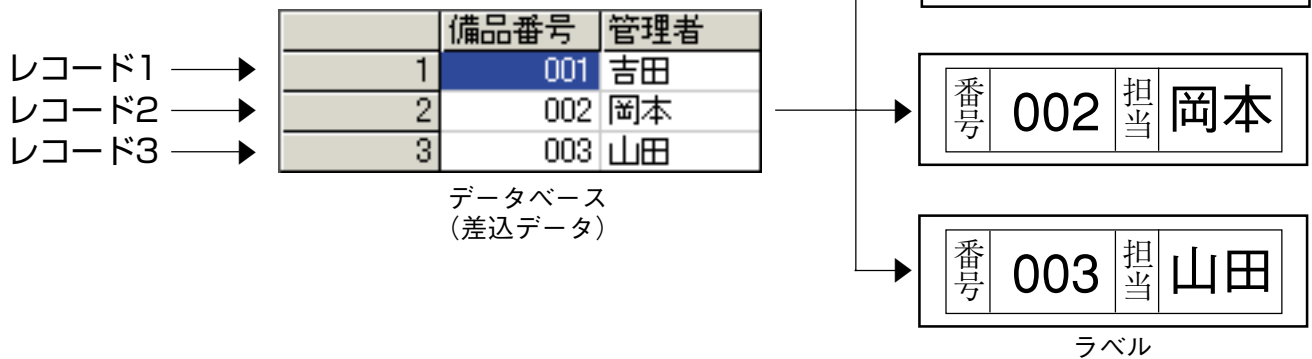 備品番号 管理者
レコード1 1 001 吉田
レコード2 2 002 岡本
レコード3 3 003 山田
データベース
(差込データ)
番号 002 担当 岡本
番号 003 担当 山田
ラベル